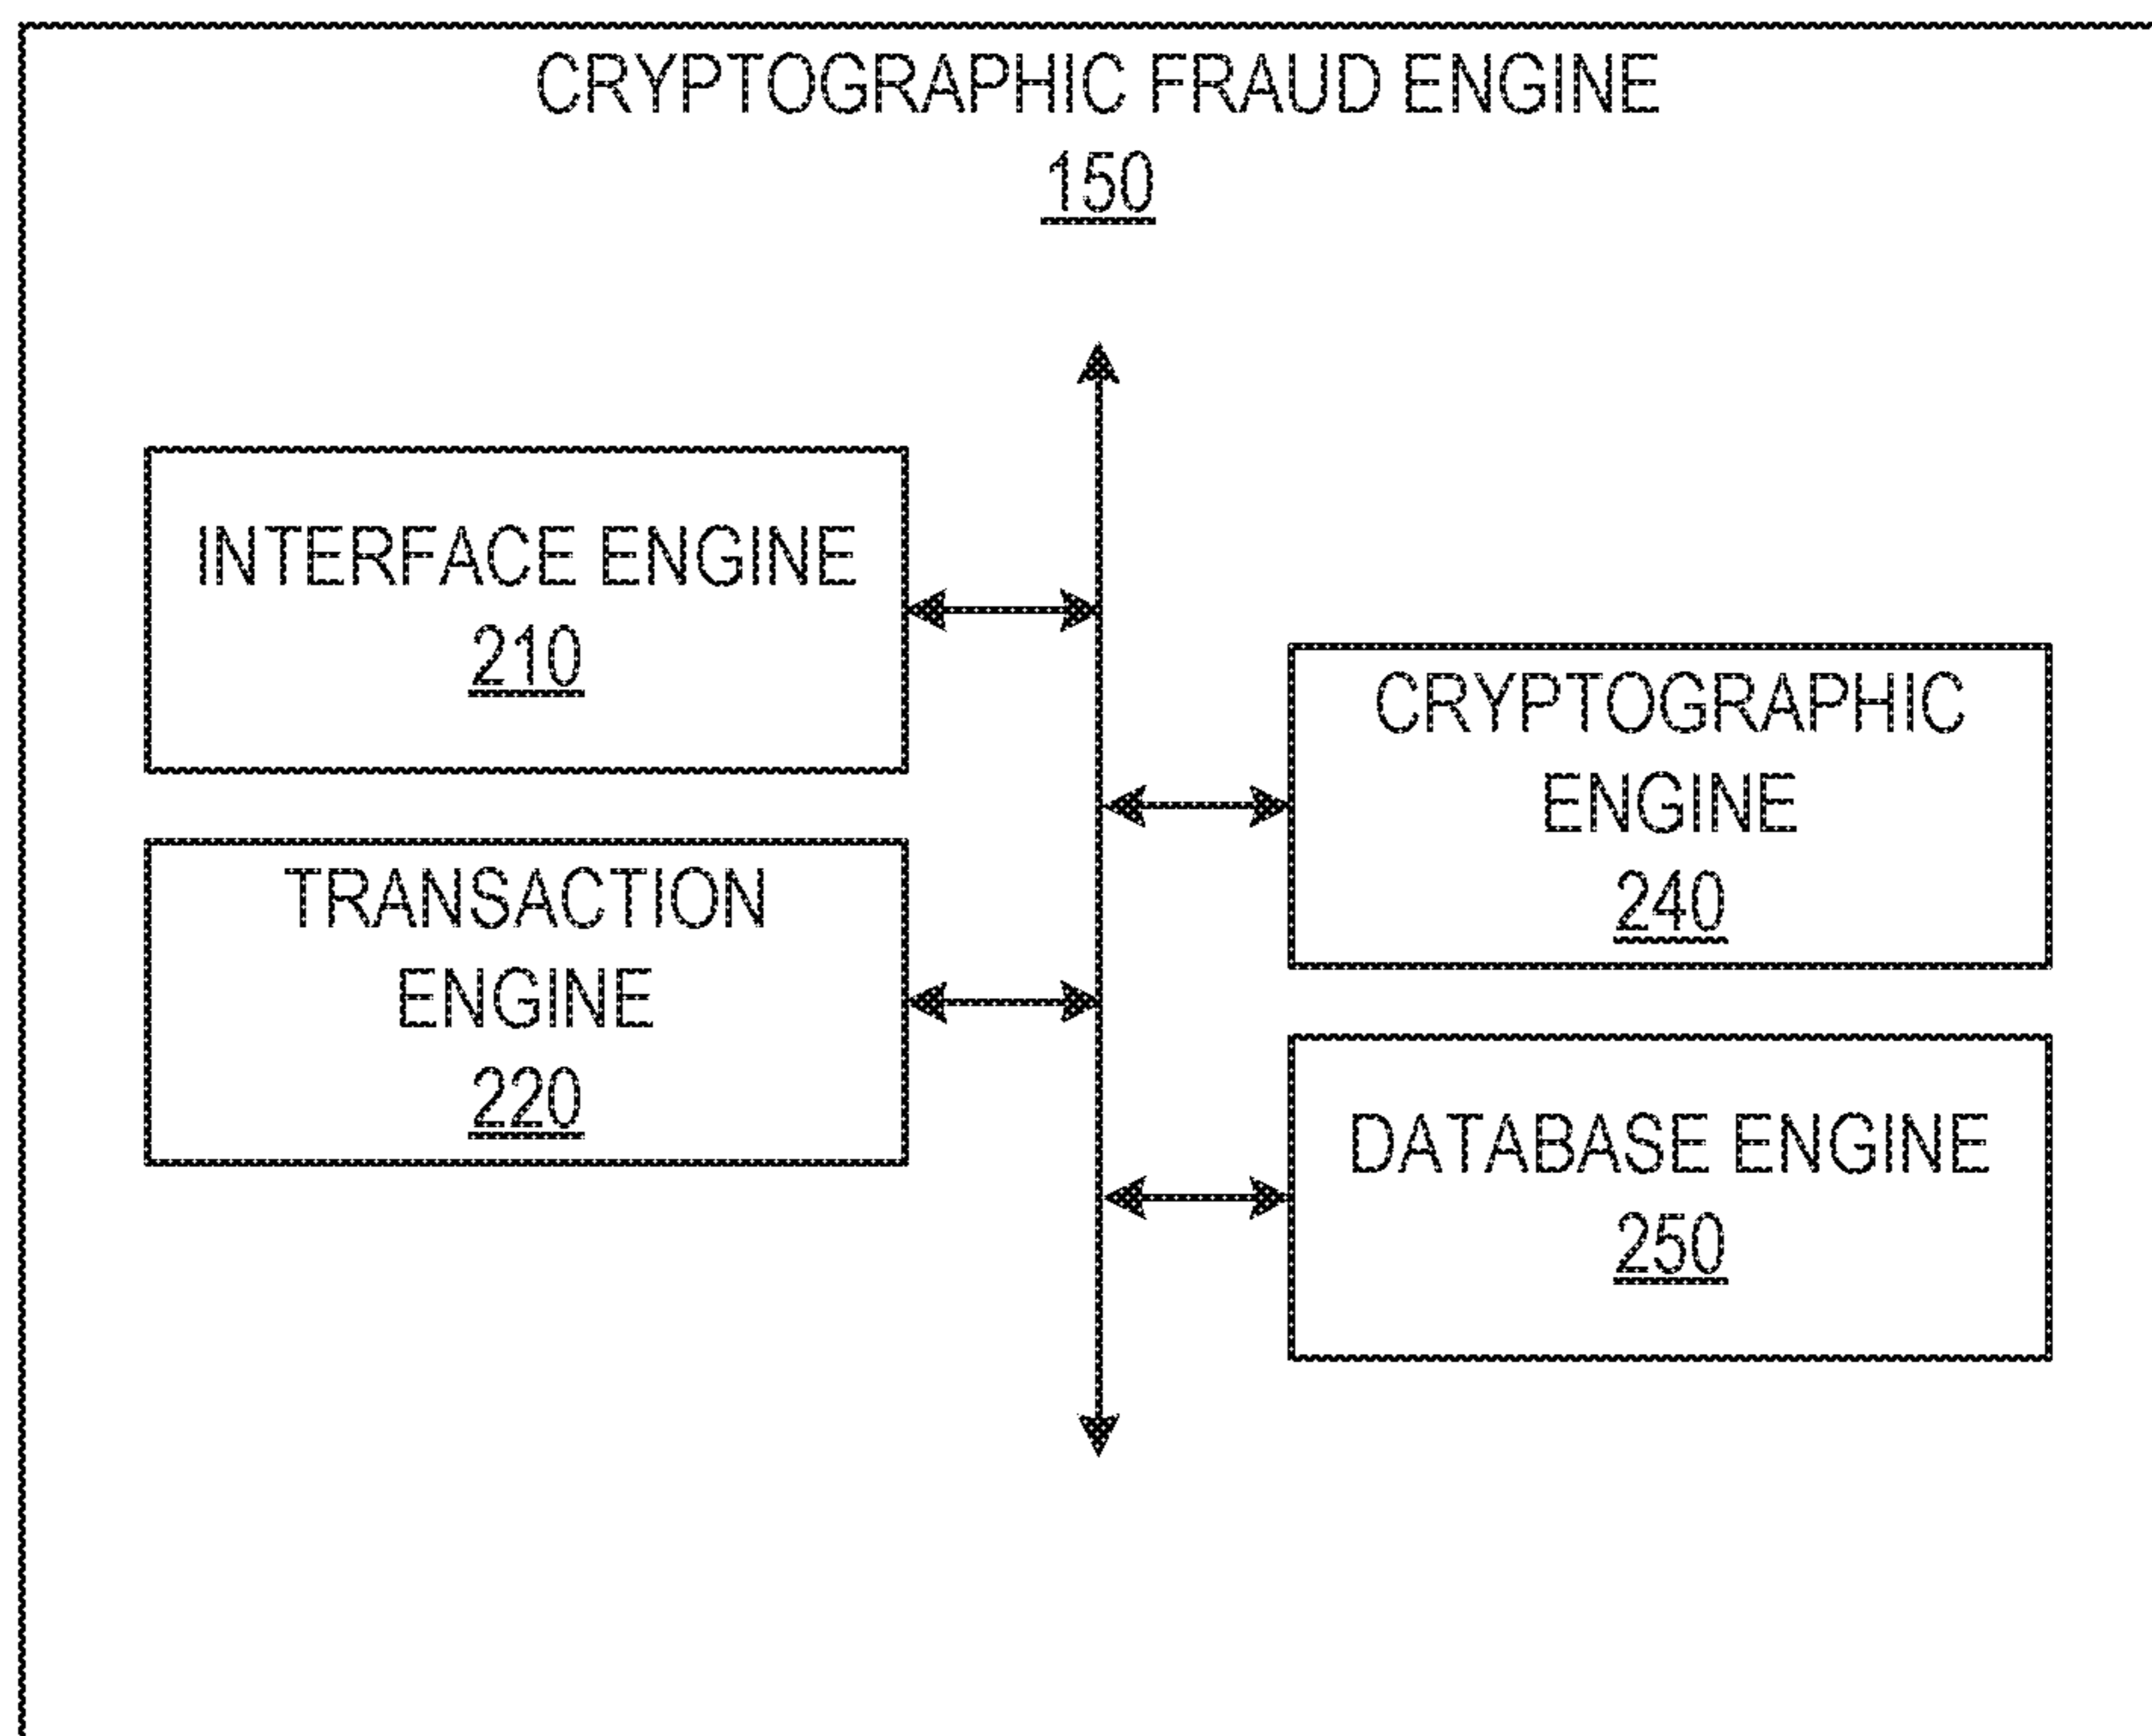 CRYPTOGRAPHIC FRAUD ENGINE
150
INTERFACE ENGINE
210
TRANSACTION
ENGINE
220
CRYPTOGRAPHIC
ENGINE
240
DATABASE ENGINE
250